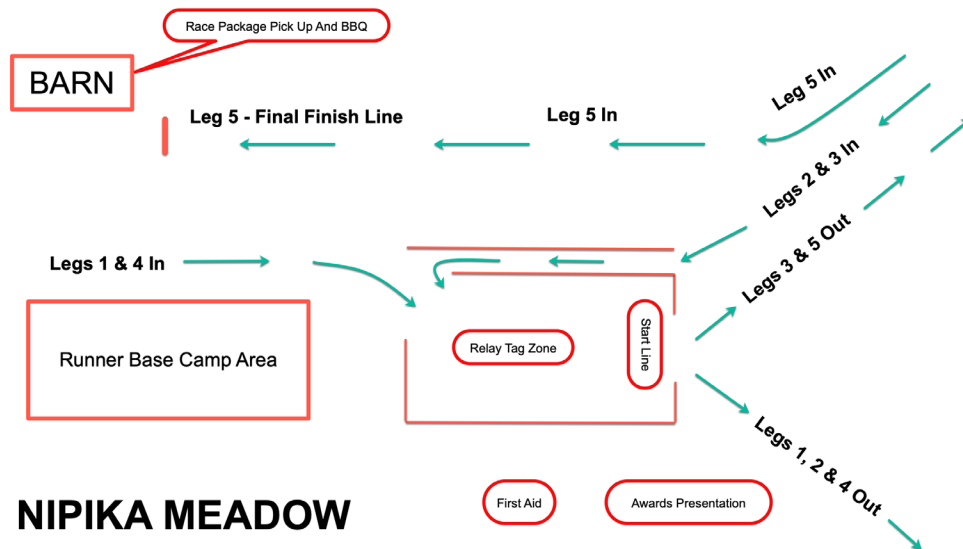 Race Package Pick Up And BBQ
BARN
Leg 5 In
Leg 5 - Final Finish Line
Leg 5 In
Legs 2 & 3 In
Legs 3 & 5 Out
Legs 1 & 4 In
Runner Base Camp Area
Relay Tag Zone
Start Line
Legs 1, 2 & 4 Out
First Aid
Awards Presentation
NIPIKA MEADOW